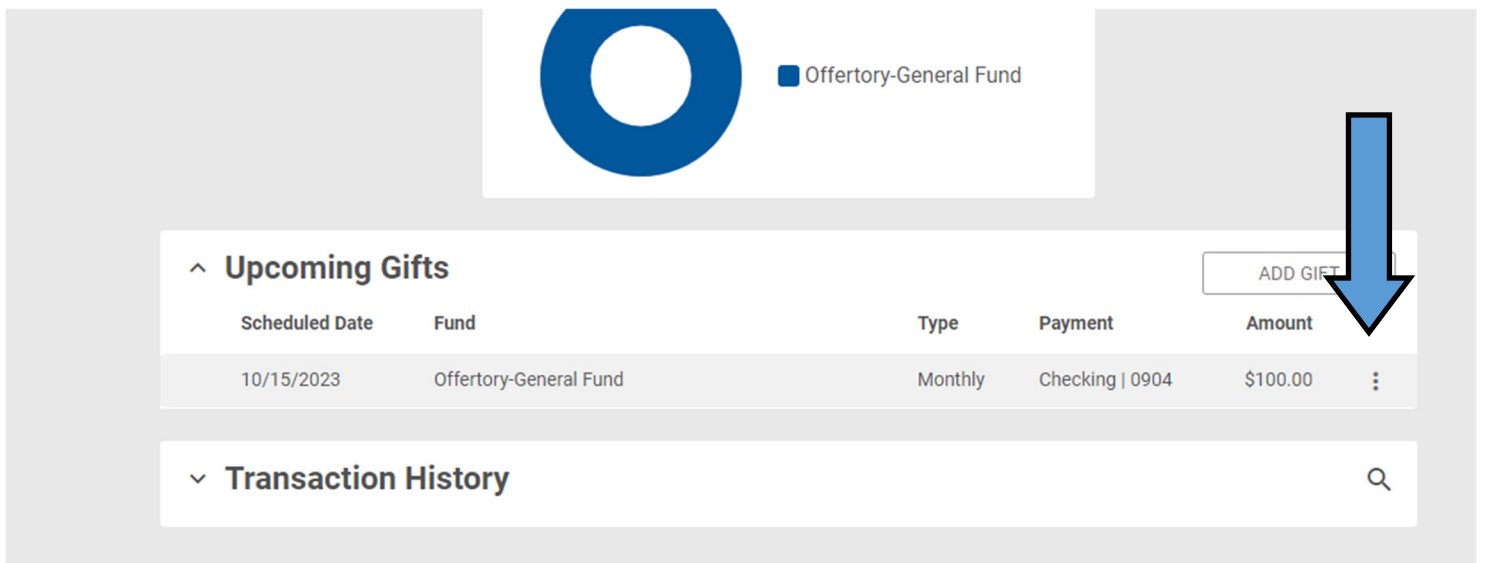 Offertory-General Fund
Upcoming Gifts
ADD GIFT
Scheduled Date Fund Type Payment Amount
10/15/2023 Offertory-General Fund Monthly Checking | 0904 $100.00
Transaction History